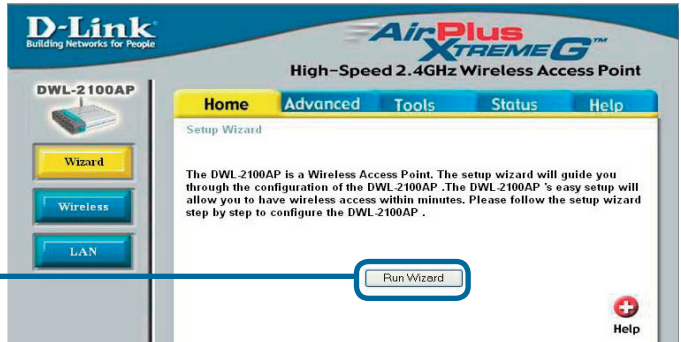 D-Link
Building Networks for People
AirPlus
XTREME G™
High-Speed 2.4GHz Wireless Access Point
DWL-2100AP
Home Advanced Tools Status Help
Setup Wizard
Wizard
Wireless
LAN
The DWL-2100AP is a Wireless Access Point. The setup wizard will guide you
through the configuration of the DWL-2100AP .The DWL-2100AP 's easy setup will
allow you to have wireless access within minutes. Please follow the setup wizard
step by step to configure the DWL-2100AP .
Run Wizard
Help